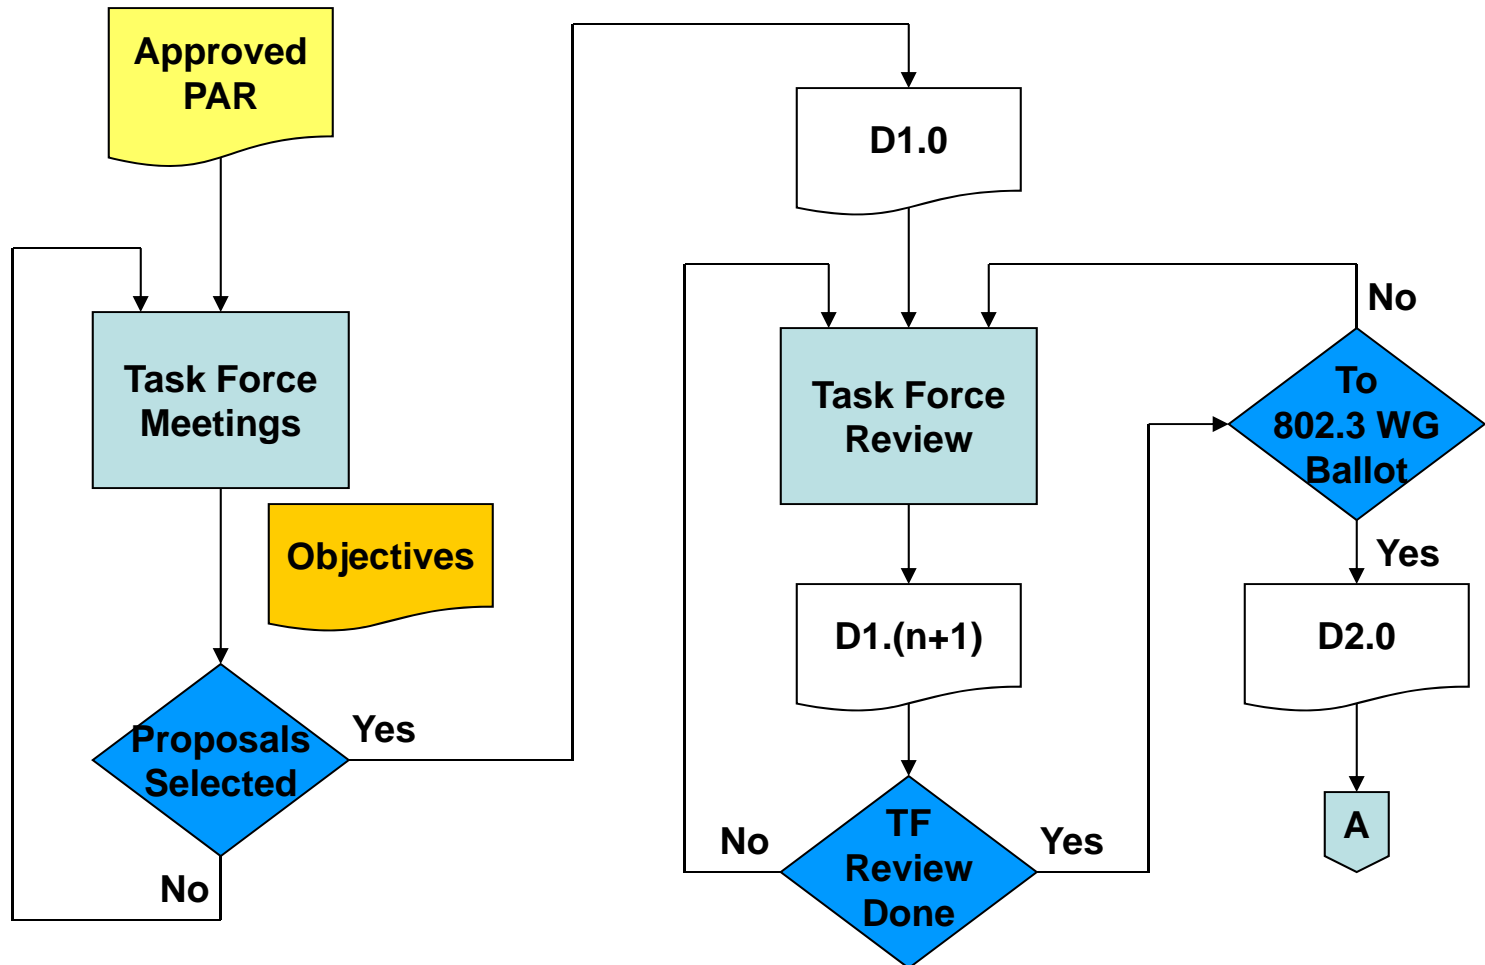 Approved
PAR
Task Force
Meetings
Objectives
Proposals
Selected
Yes
No
D1.0
Task Force
Review
D1.(n+1)
TF
Review
Done
No
Yes
To
802.3 WG
Ballot
No
Yes
D2.0
A